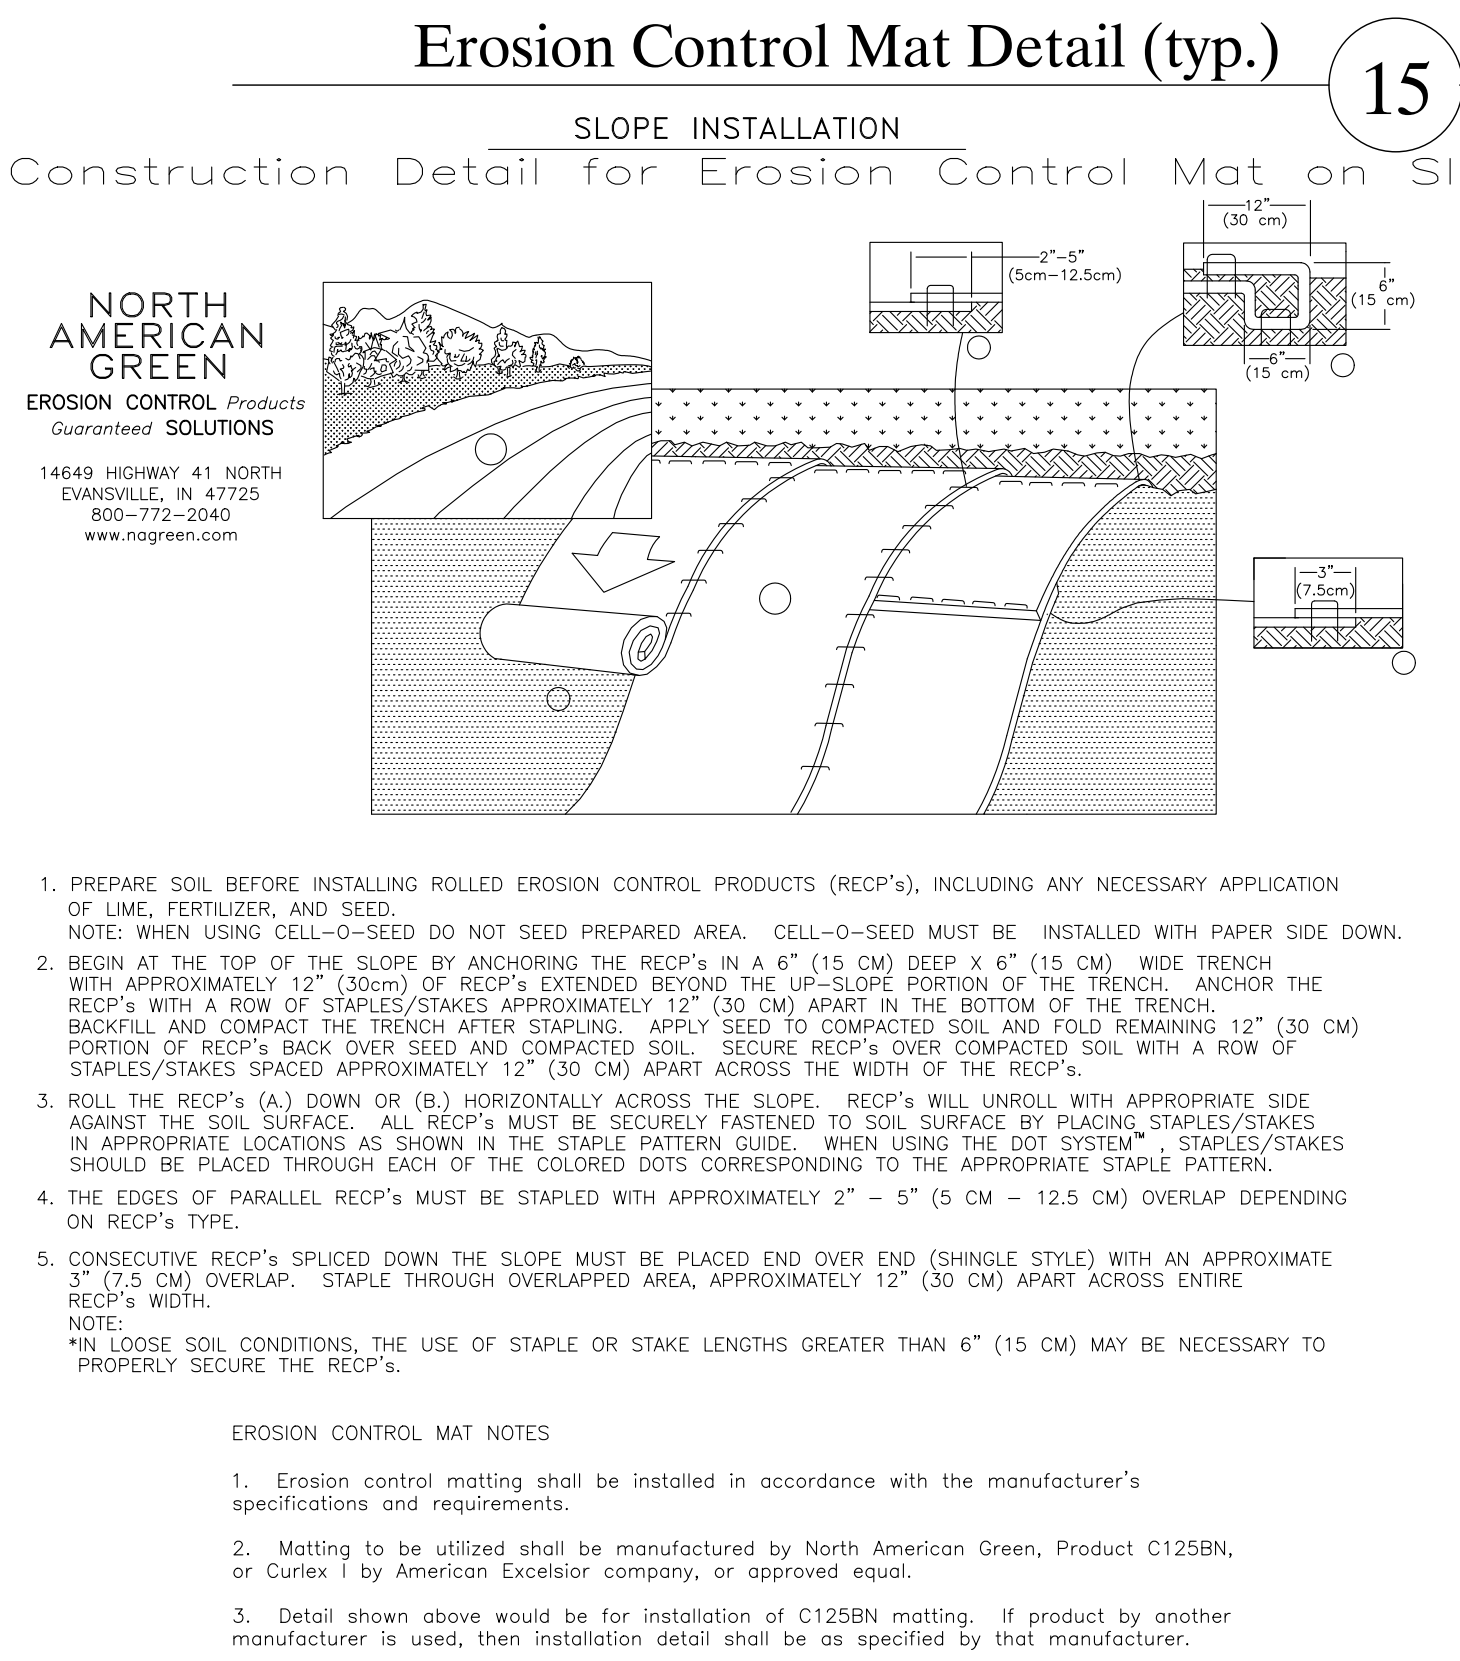 Erosion Control Mat Detail (typ.)
15
SLOPE INSTALLATION
Construction Detail for Erosion Control Mat on Sl
12"
(30 cm)
2"-5"
(5cm-12.5cm)
6"
(15 cm)
6"
(15 cm)
NORTH
AMERICAN
GREEN
EROSION CONTROL Products
Guaranteed SOLUTIONS
14649 HIGHWAY 41 NORTH
EVANSVILLE, IN 47725
800-772-2040
www.nagreen.com
3"
(7.5cm)
1. PREPARE SOIL BEFORE INSTALLING ROLLED EROSION CONTROL PRODUCTS (RECP's), INCLUDING ANY NECESSARY APPLICATION
OF LIME, FERTILIZER, AND SEED.
NOTE: WHEN USING CELL-O-SEED DO NOT SEED PREPARED AREA. CELL-O-SEED MUST BE INSTALLED WITH PAPER SIDE DOWN.
2. BEGIN AT THE TOP OF THE SLOPE BY ANCHORING THE RECP's IN A 6" (15 CM) DEEP X 6" (15 CM) WIDE TRENCH
WITH APPROXIMATELY 12" (30cm) OF RECP's EXTENDED BEYOND THE UP-SLOPE PORTION OF THE TRENCH. ANCHOR THE
RECP's WITH A ROW OF STAPLES/STAKES APPROXIMATELY 12" (30 CM) APART IN THE BOTTOM OF THE TRENCH.
BACKFILL AND COMPACT THE TRENCH AFTER STAPLING. APPLY SEED TO COMPACTED SOIL AND FOLD REMAINING 12" (30 CM)
PORTION OF RECP's BACK OVER SEED AND COMPACTED SOIL. SECURE RECP's OVER COMPACTED SOIL WITH A ROW OF
STAPLES/STAKES SPACED APPROXIMATELY 12" (30 CM) APART ACROSS THE WIDTH OF THE RECP's.
3. ROLL THE RECP's (A.) DOWN OR (B.) HORIZONTALLY ACROSS THE SLOPE. RECP's WILL UNROLL WITH APPROPRIATE SIDE
AGAINST THE SOIL SURFACE. ALL RECP's MUST BE SECURELY FASTENED TO SOIL SURFACE BY PLACING STAPLES/STAKES
IN APPROPRIATE LOCATIONS AS SHOWN IN THE STAPLE PATTERN GUIDE. WHEN USING THE DOT SYSTEM™ , STAPLES/STAKES
SHOULD BE PLACED THROUGH EACH OF THE COLORED DOTS CORRESPONDING TO THE APPROPRIATE STAPLE PATTERN.
4. THE EDGES OF PARALLEL RECP's MUST BE STAPLED WITH APPROXIMATELY 2" - 5" (5 CM - 12.5 CM) OVERLAP DEPENDING
ON RECP's TYPE.
5. CONSECUTIVE RECP's SPLICED DOWN THE SLOPE MUST BE PLACED END OVER END (SHINGLE STYLE) WITH AN APPROXIMATE
3" (7.5 CM) OVERLAP. STAPLE THROUGH OVERLAPPED AREA, APPROXIMATELY 12" (30 CM) APART ACROSS ENTIRE
RECP's WIDTH.
NOTE:
*IN LOOSE SOIL CONDITIONS, THE USE OF STAPLE OR STAKE LENGTHS GREATER THAN 6" (15 CM) MAY BE NECESSARY TO
PROPERLY SECURE THE RECP's.
EROSION CONTROL MAT NOTES
1. Erosion control matting shall be installed in accordance with the manufacturer's
specifications and requirements.
2. Matting to be utilized shall be manufactured by North American Green, Product C125BN,
or Curlex I by American Excelsior company, or approved equal.
3. Detail shown above would be for installation of C125BN matting. If product by another
manufacturer is used, then installation detail shall be as specified by that manufacturer.